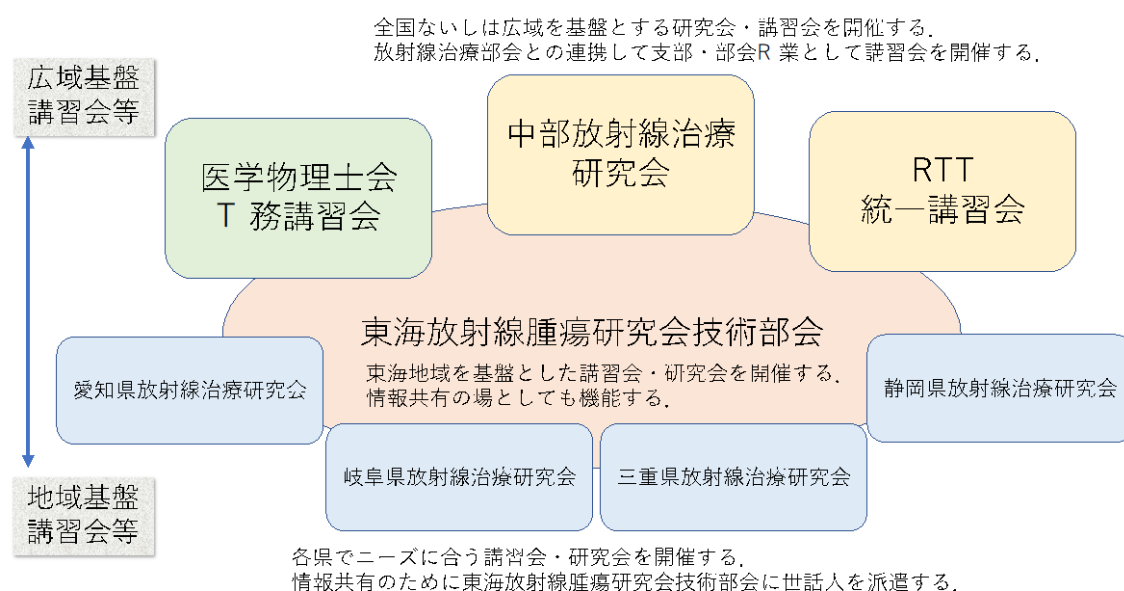 全国ないしは広域を基盤とする研究会・講習会を開催する.
放射線治療部会との連携して支部・部会R 業として講習会を開催する.
広域基盤
講習会等
医学物理士会
T 務講習会
中部放射線治療
研究会
RTT
統一講習会
東海放射線腫瘍研究会技術部会
東海地域を基盤とした講習会・研究会を開催する.
情報共有の場としても機能する.
愛知県放射線治療研究会
岐阜県放射線治療研究会
三重県放射線治療研究会
静岡県放射線治療研究会
地域基盤
講習会等
各県でニーズに合う講習会・研究会を開催する.
情報共有のために東海放射線腫瘍研究会技術部会に世話人を派遣する.